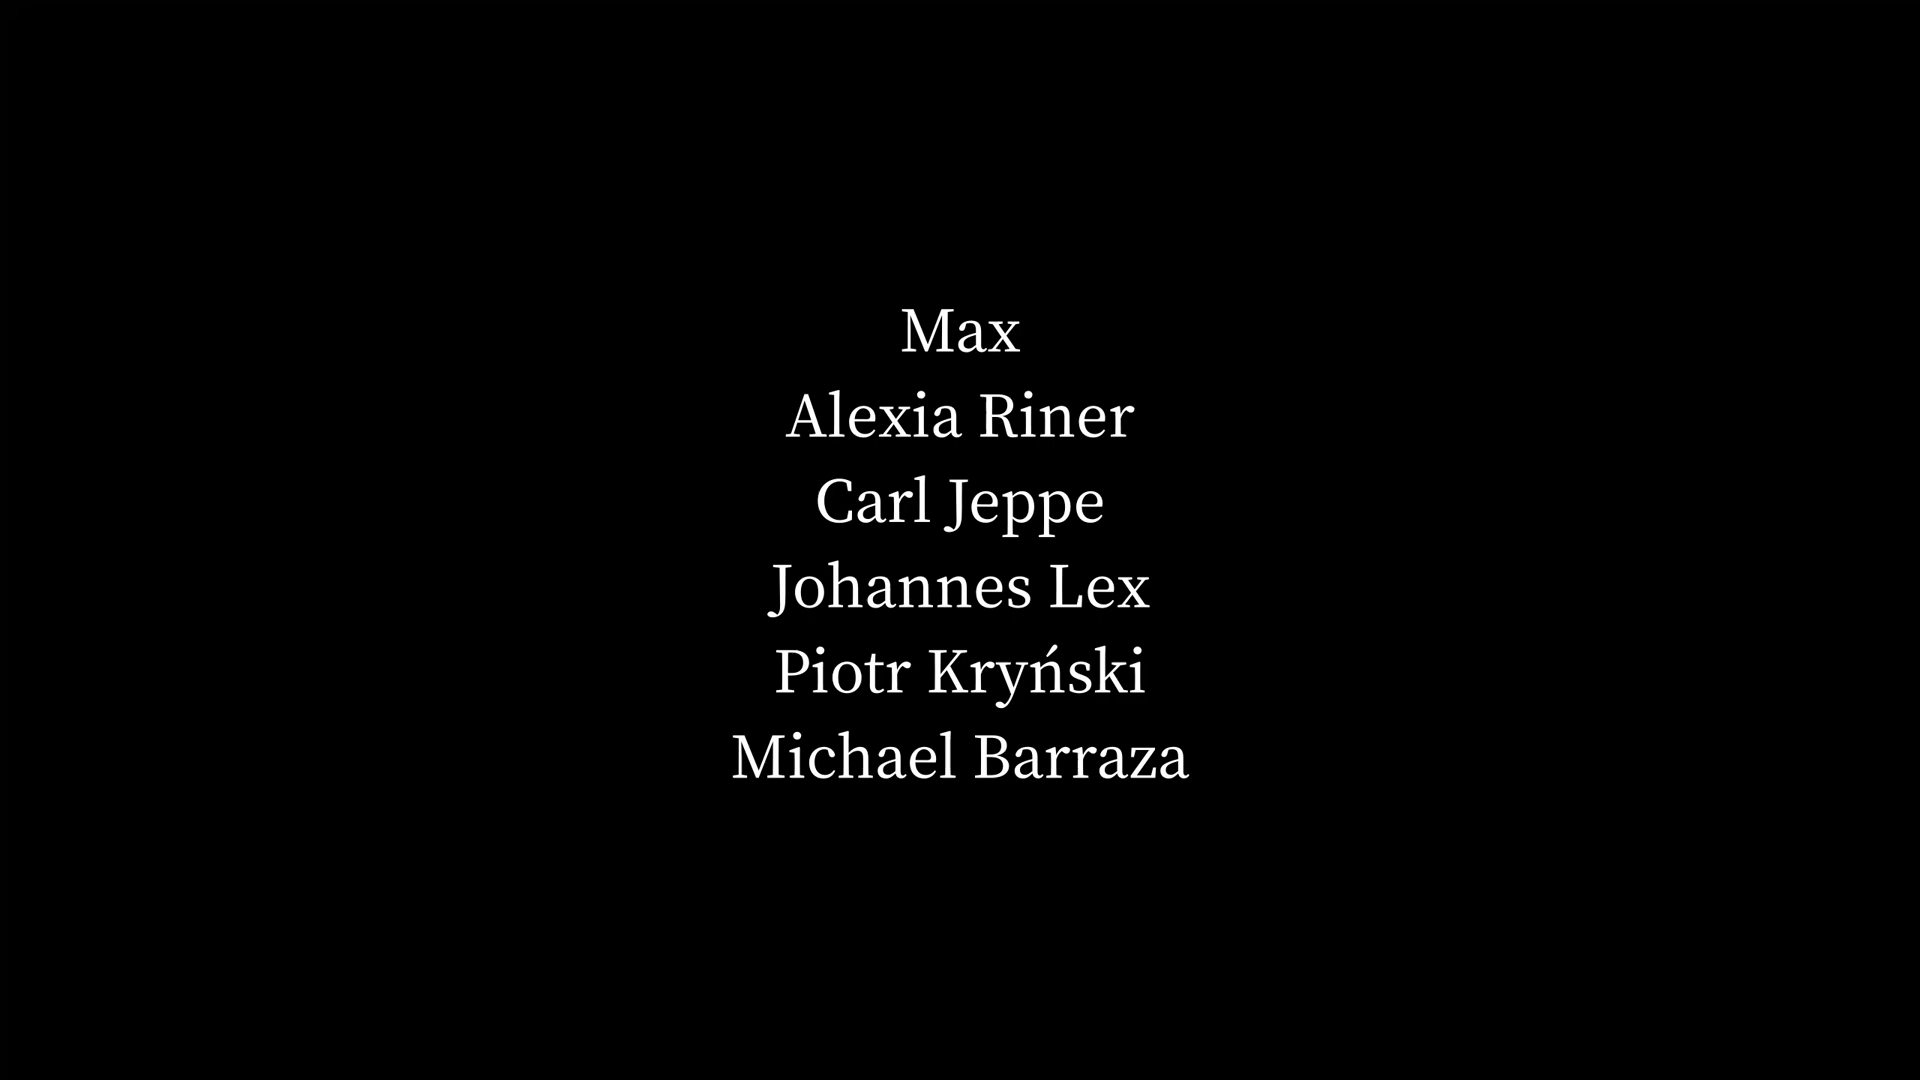 Max
Alexia Riner
Carl Jeppe
Johannes Lex
Piotr Kryński
Michael Barraza